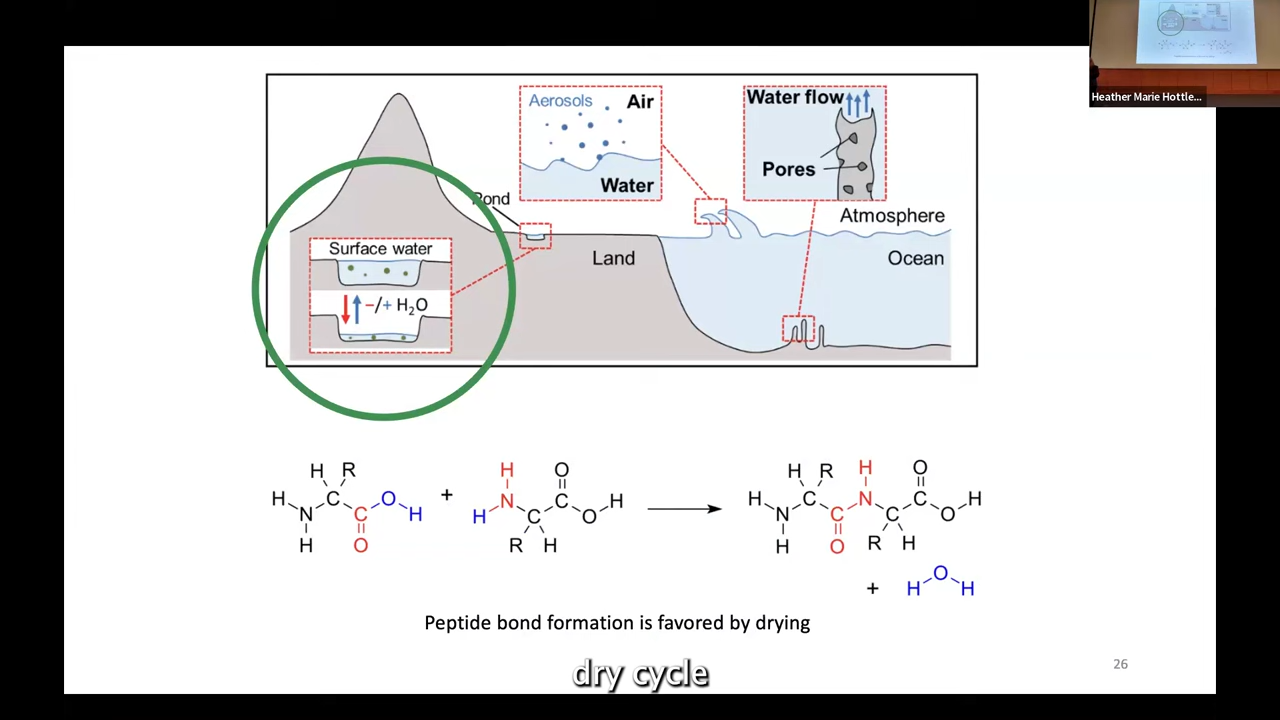 Heather Marie Hottle...
Aerosols Air
Water
Water flow
Pores
Pond
Atmosphere
Land
Ocean
Surface water
−/+ H₂O
H R
H N C C O H
H O
+
H
H N C C O H
R H
O
H R H O
H N C C N C C O H
H O R H
+ H O H
Peptide bond formation is favored by drying
dry cycle
26